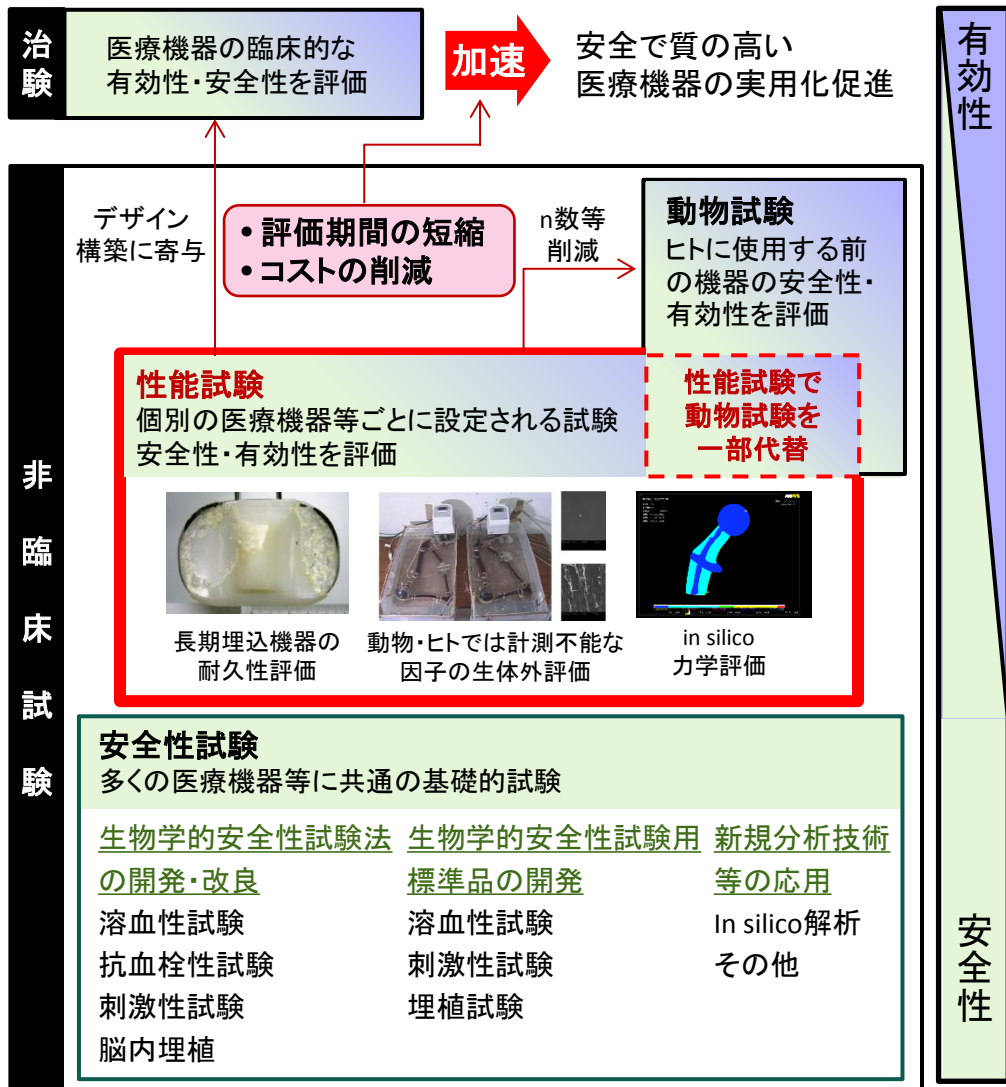 治験
医療機器の臨床的な
有効性・安全性を評価
加速
安全で質の高い
医療機器の実用化促進
有効性
安全性
非臨床試験
デザイン
構築に寄与
• 評価期間の短縮
• コストの削減
n数等
削減
動物試験
ヒトに使用する前
の機器の安全性・
有効性を評価
性能試験
個別の医療機器等ごとに設定される試験
安全性・有効性を評価
性能試験で
動物試験を
一部代替
長期埋込機器の
耐久性評価
動物・ヒトでは計測不能な
因子の生体外評価
in silico
力学評価
安全性試験
多くの医療機器等に共通の基礎的試験
生物学的安全性試験法
の開発・改良
溶血性試験
抗血栓性試験
刺激性試験
脳内埋植
生物学的安全性試験用
標準品の開発
溶血性試験
刺激性試験
埋植試験
新規分析技術
等の応用
In silico解析
その他